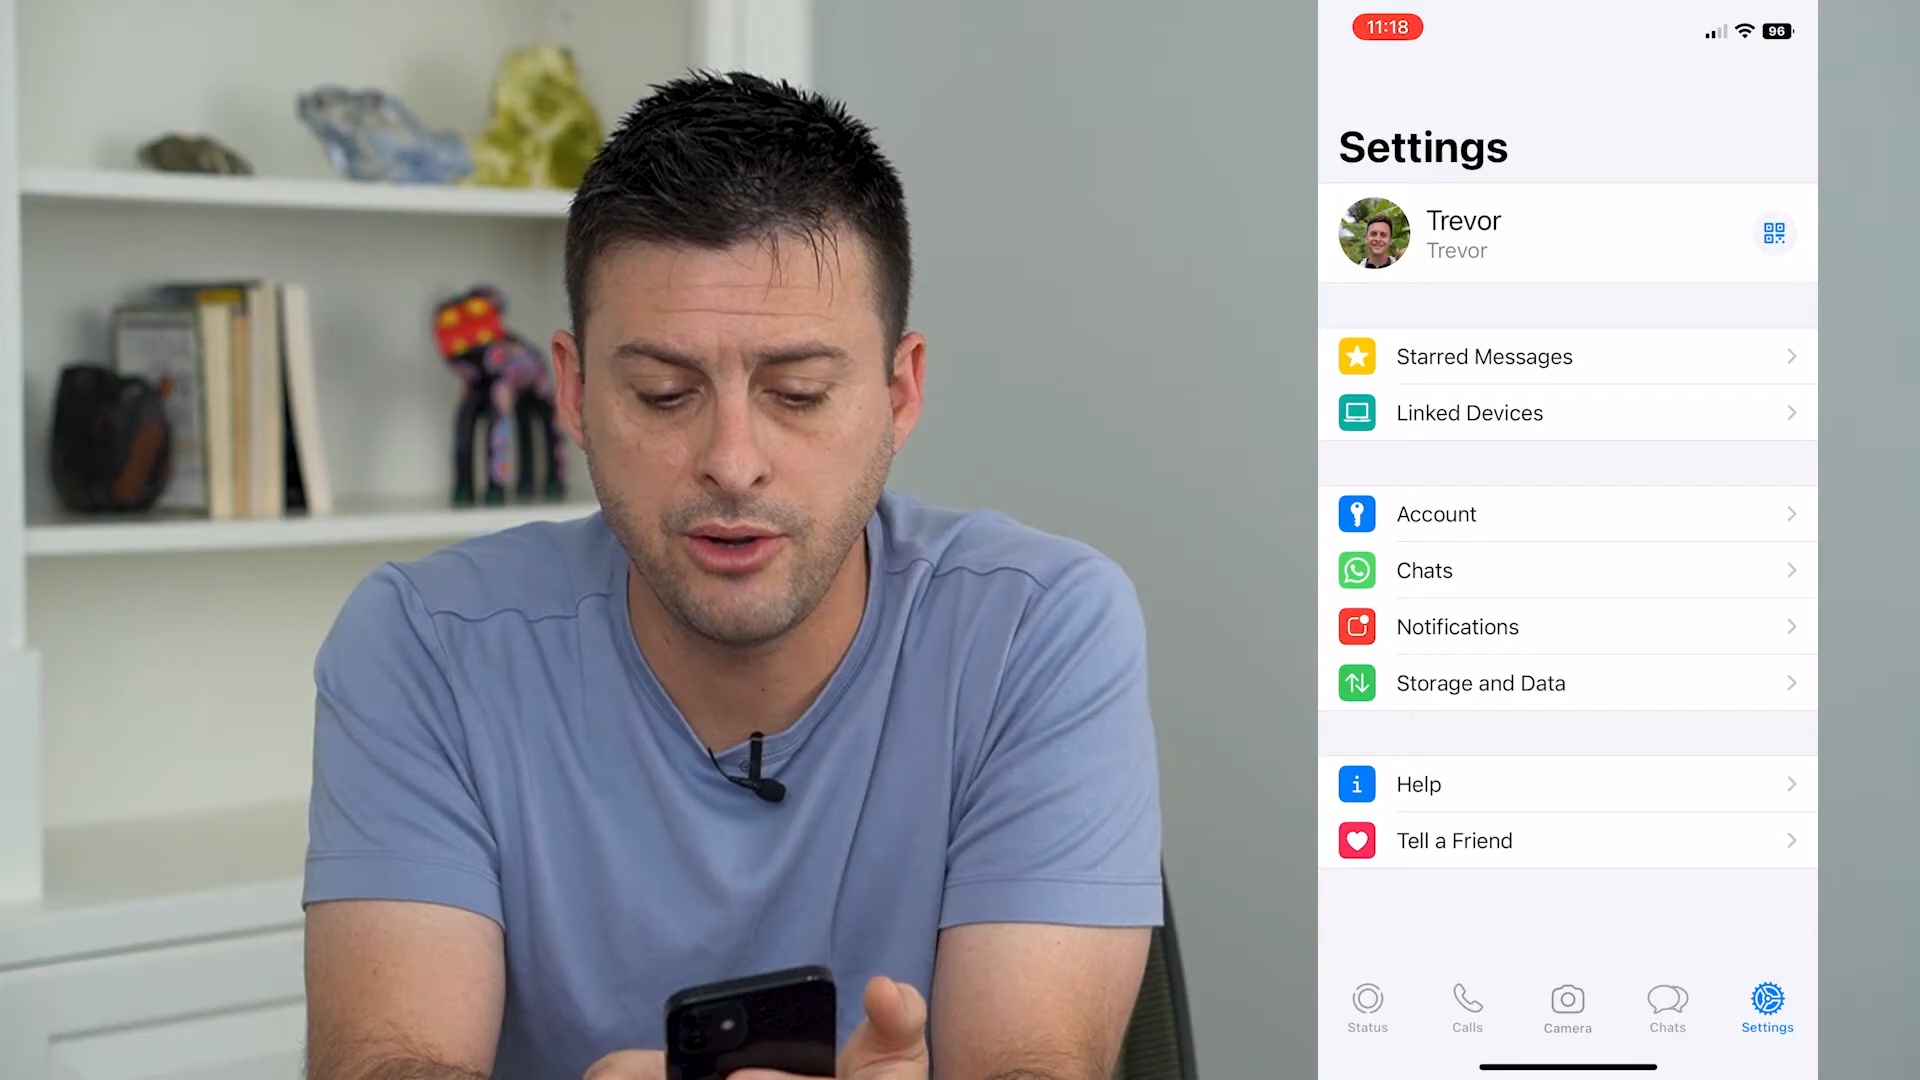 11:18
96
Settings
Trevor
Trevor
Starred Messages
Linked Devices
Account
Chats
Notifications
Storage and Data
Help
Tell a Friend
Status
Calls
Camera
Chats
Settings